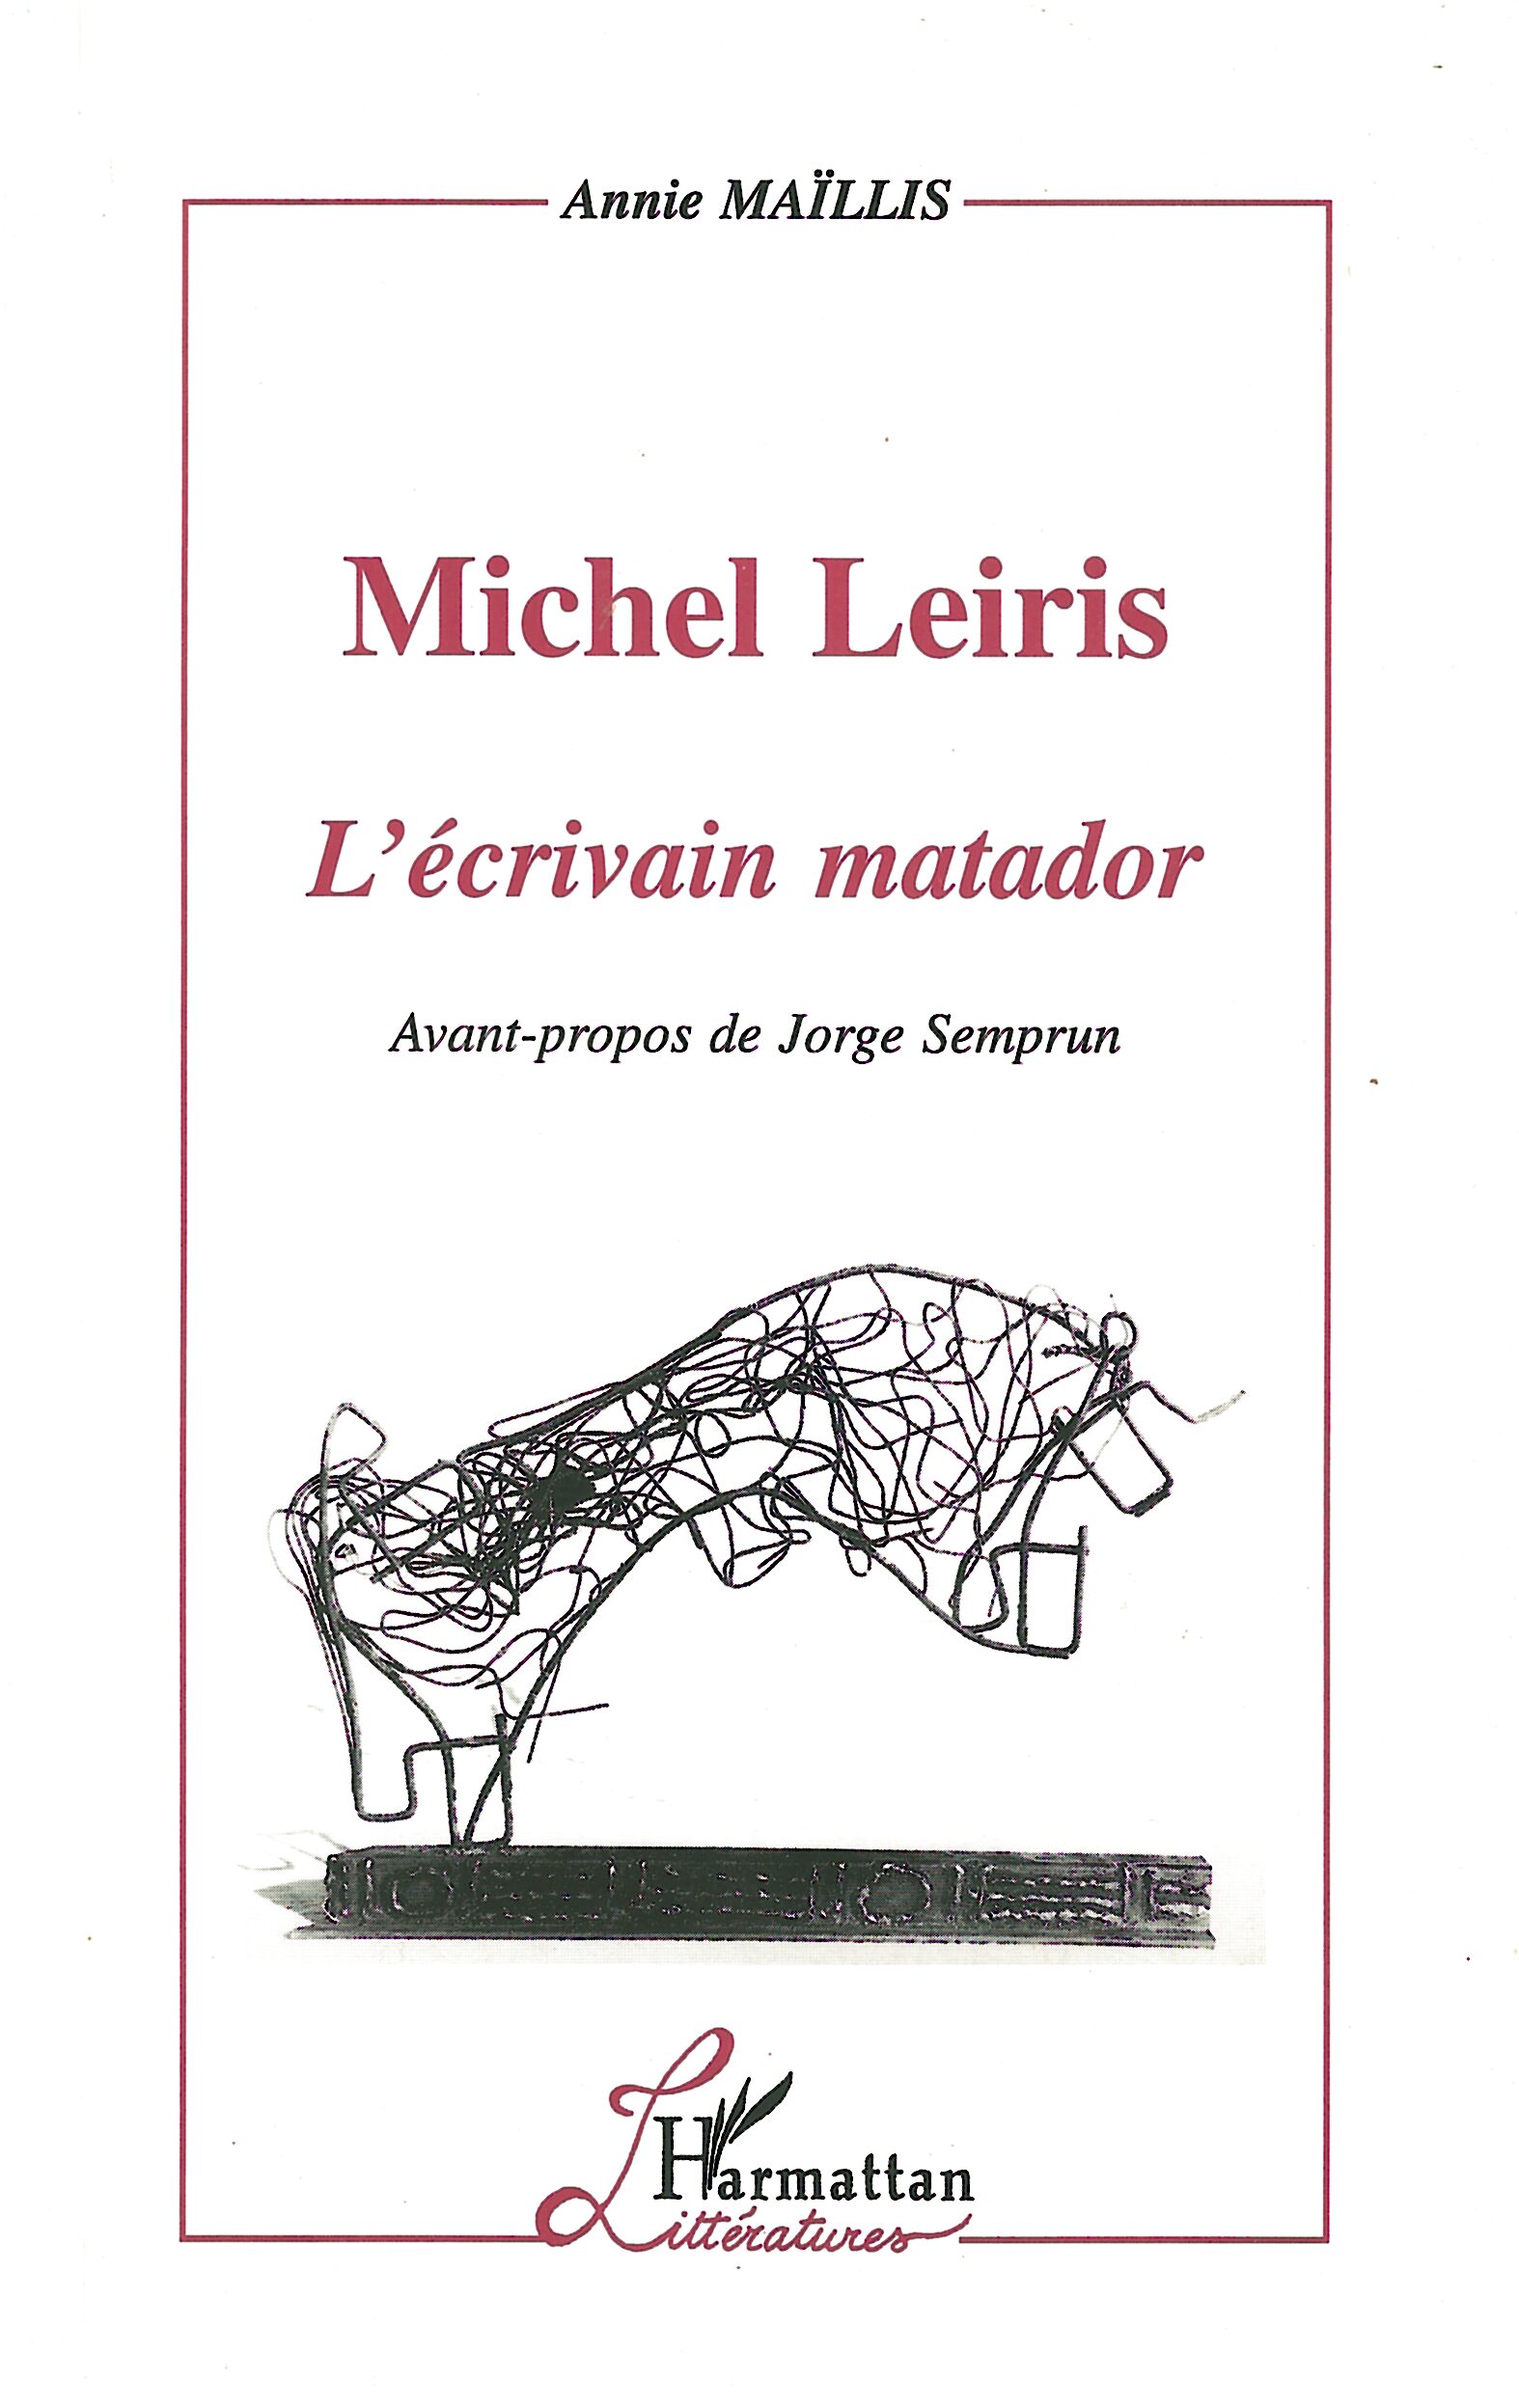 Annie MAÏLLIS
Michel Leiris
L'écrivain matador
Avant-propos de Jorge Semprun
L'Harmattan
Littératures